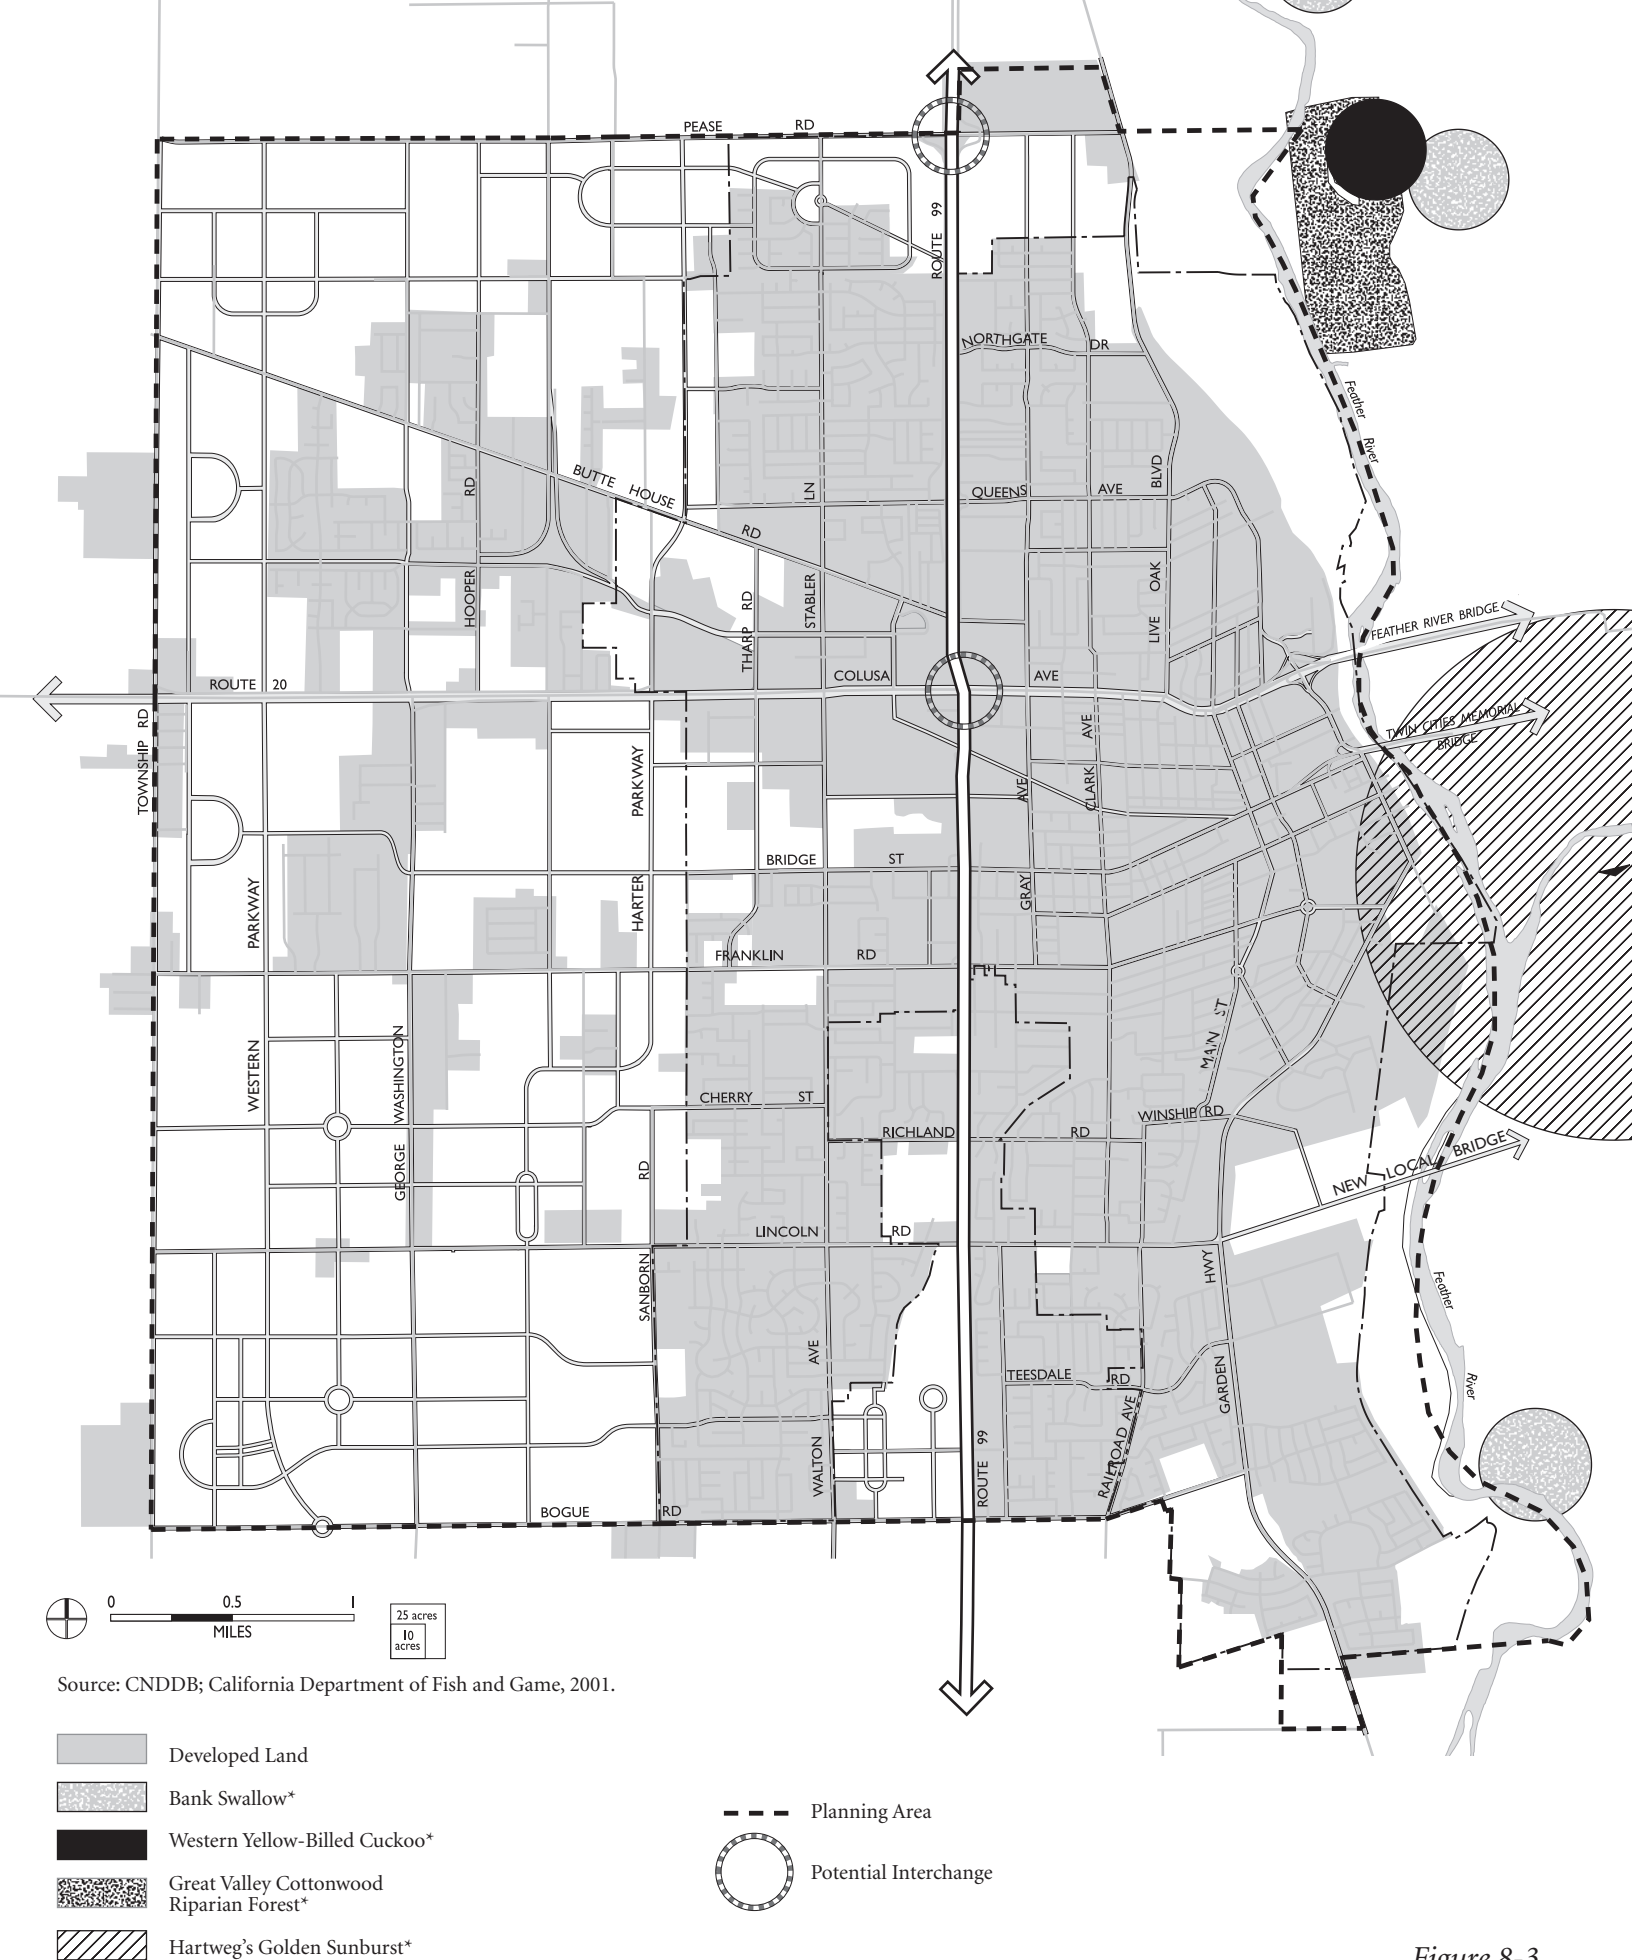 PEASE RD
ROUTE 99
NORTHGATE DR
Feather
River
BUTTE HOUSE RD
RD
LN
QUEENS AVE
BLVD
HOOPER
THARP RD
STABLER
LIVE OAK
FEATHER RIVER BRIDGE
ROUTE 20
COLUSA AVE
TOWNSHIP RD
TWIN CITIES MEMORIAL
BRIDGE
PARKWAY
AVE
CLARK AVE
BRIDGE ST
PARKWAY
HARTER
GRAY
FRANKLIN RD
WESTERN
WASHINGTON
MAIN ST
CHERRY ST
WINSHIP RD
RICHLAND RD
GEORGE
RD
NEW LOCAL BRIDGE
LINCOLN RD
SANBORN
HWY
Feather
River
AVE
TEESDALE RD
GARDEN
WALTON
ROUTE 99
RAILROAD AVE
BOGUE RD
0 0.5 1
MILES
25 acres
10
acres
Source: CNDDB; California Department of Fish and Game, 2001.
Developed Land
Bank Swallow*
Western Yellow-Billed Cuckoo*
Great Valley Cottonwood
Riparian Forest*
Hartweg's Golden Sunburst*
Planning Area
Potential Interchange
Figure 8-3